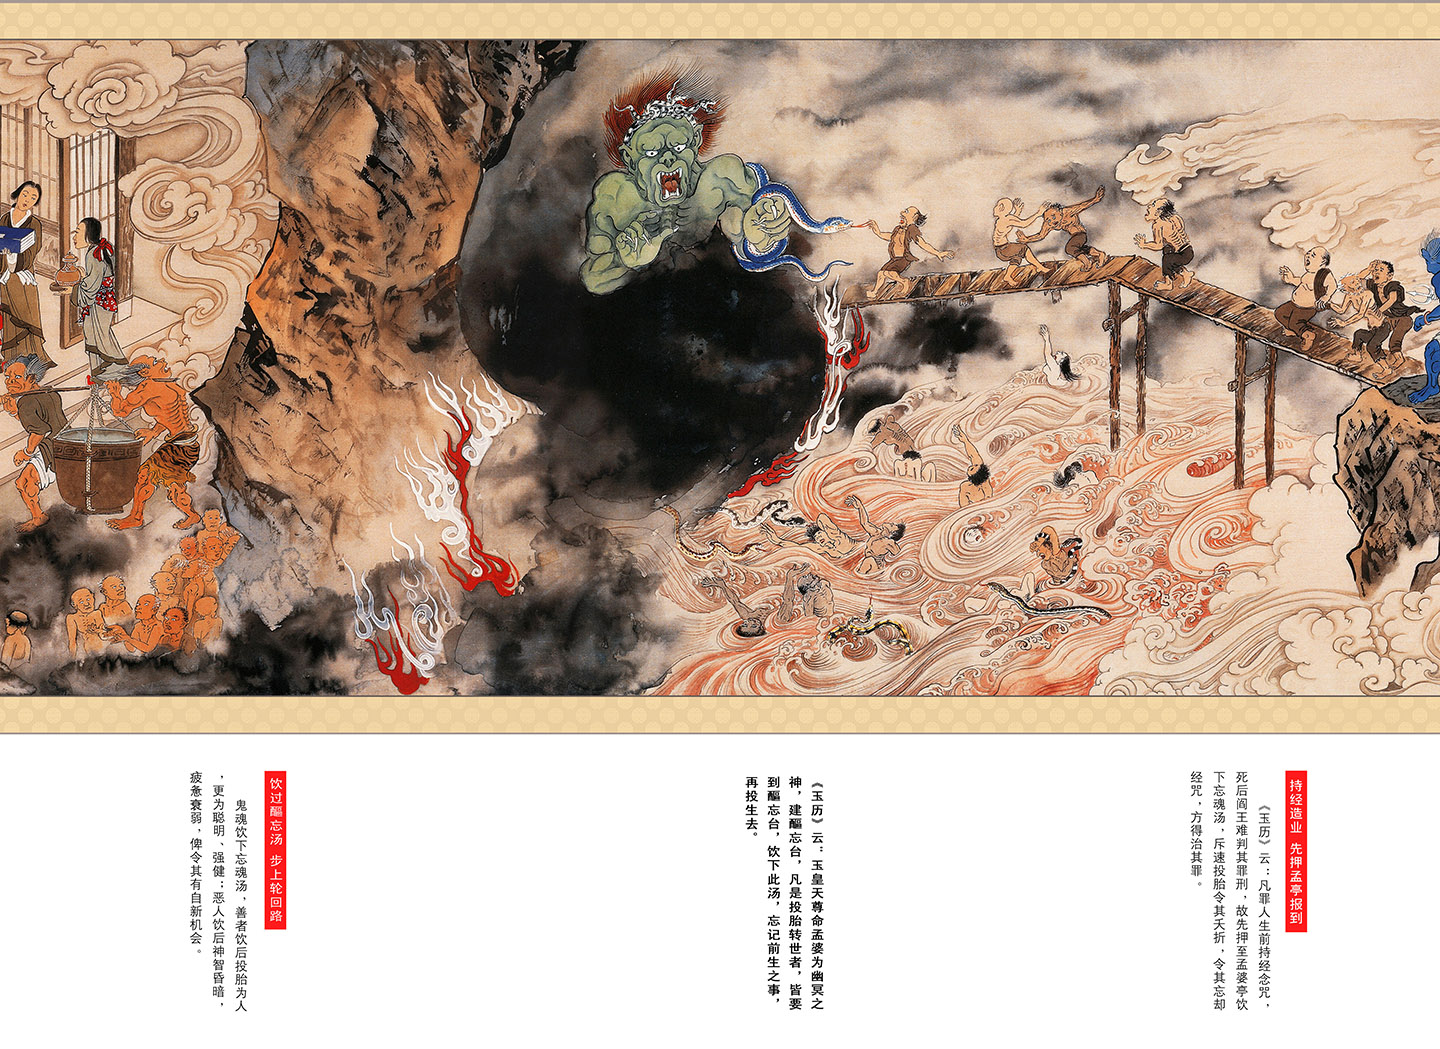 持经造业 先押孟亭报到
《玉历》云：凡罪人生前持经念咒，
死后阎王难判其罪刑，故先押至孟婆亭饮
下忘魂汤，斥速投胎令其夭折，令其忘却
经咒，方得治其罪。
《玉历》云：玉皇天尊命孟婆为幽冥之
神，建醧忘台，凡是投胎转世者，皆要
到醧忘台，饮下此汤，忘记前生之事，
再投生去。
饮过醧忘汤 步上轮回路
鬼魂饮下忘魂汤，善者饮后投胎为人
，更为聪明、强健；恶人饮后神智昏暗，
疲惫衰弱，俾令其有自新机会。